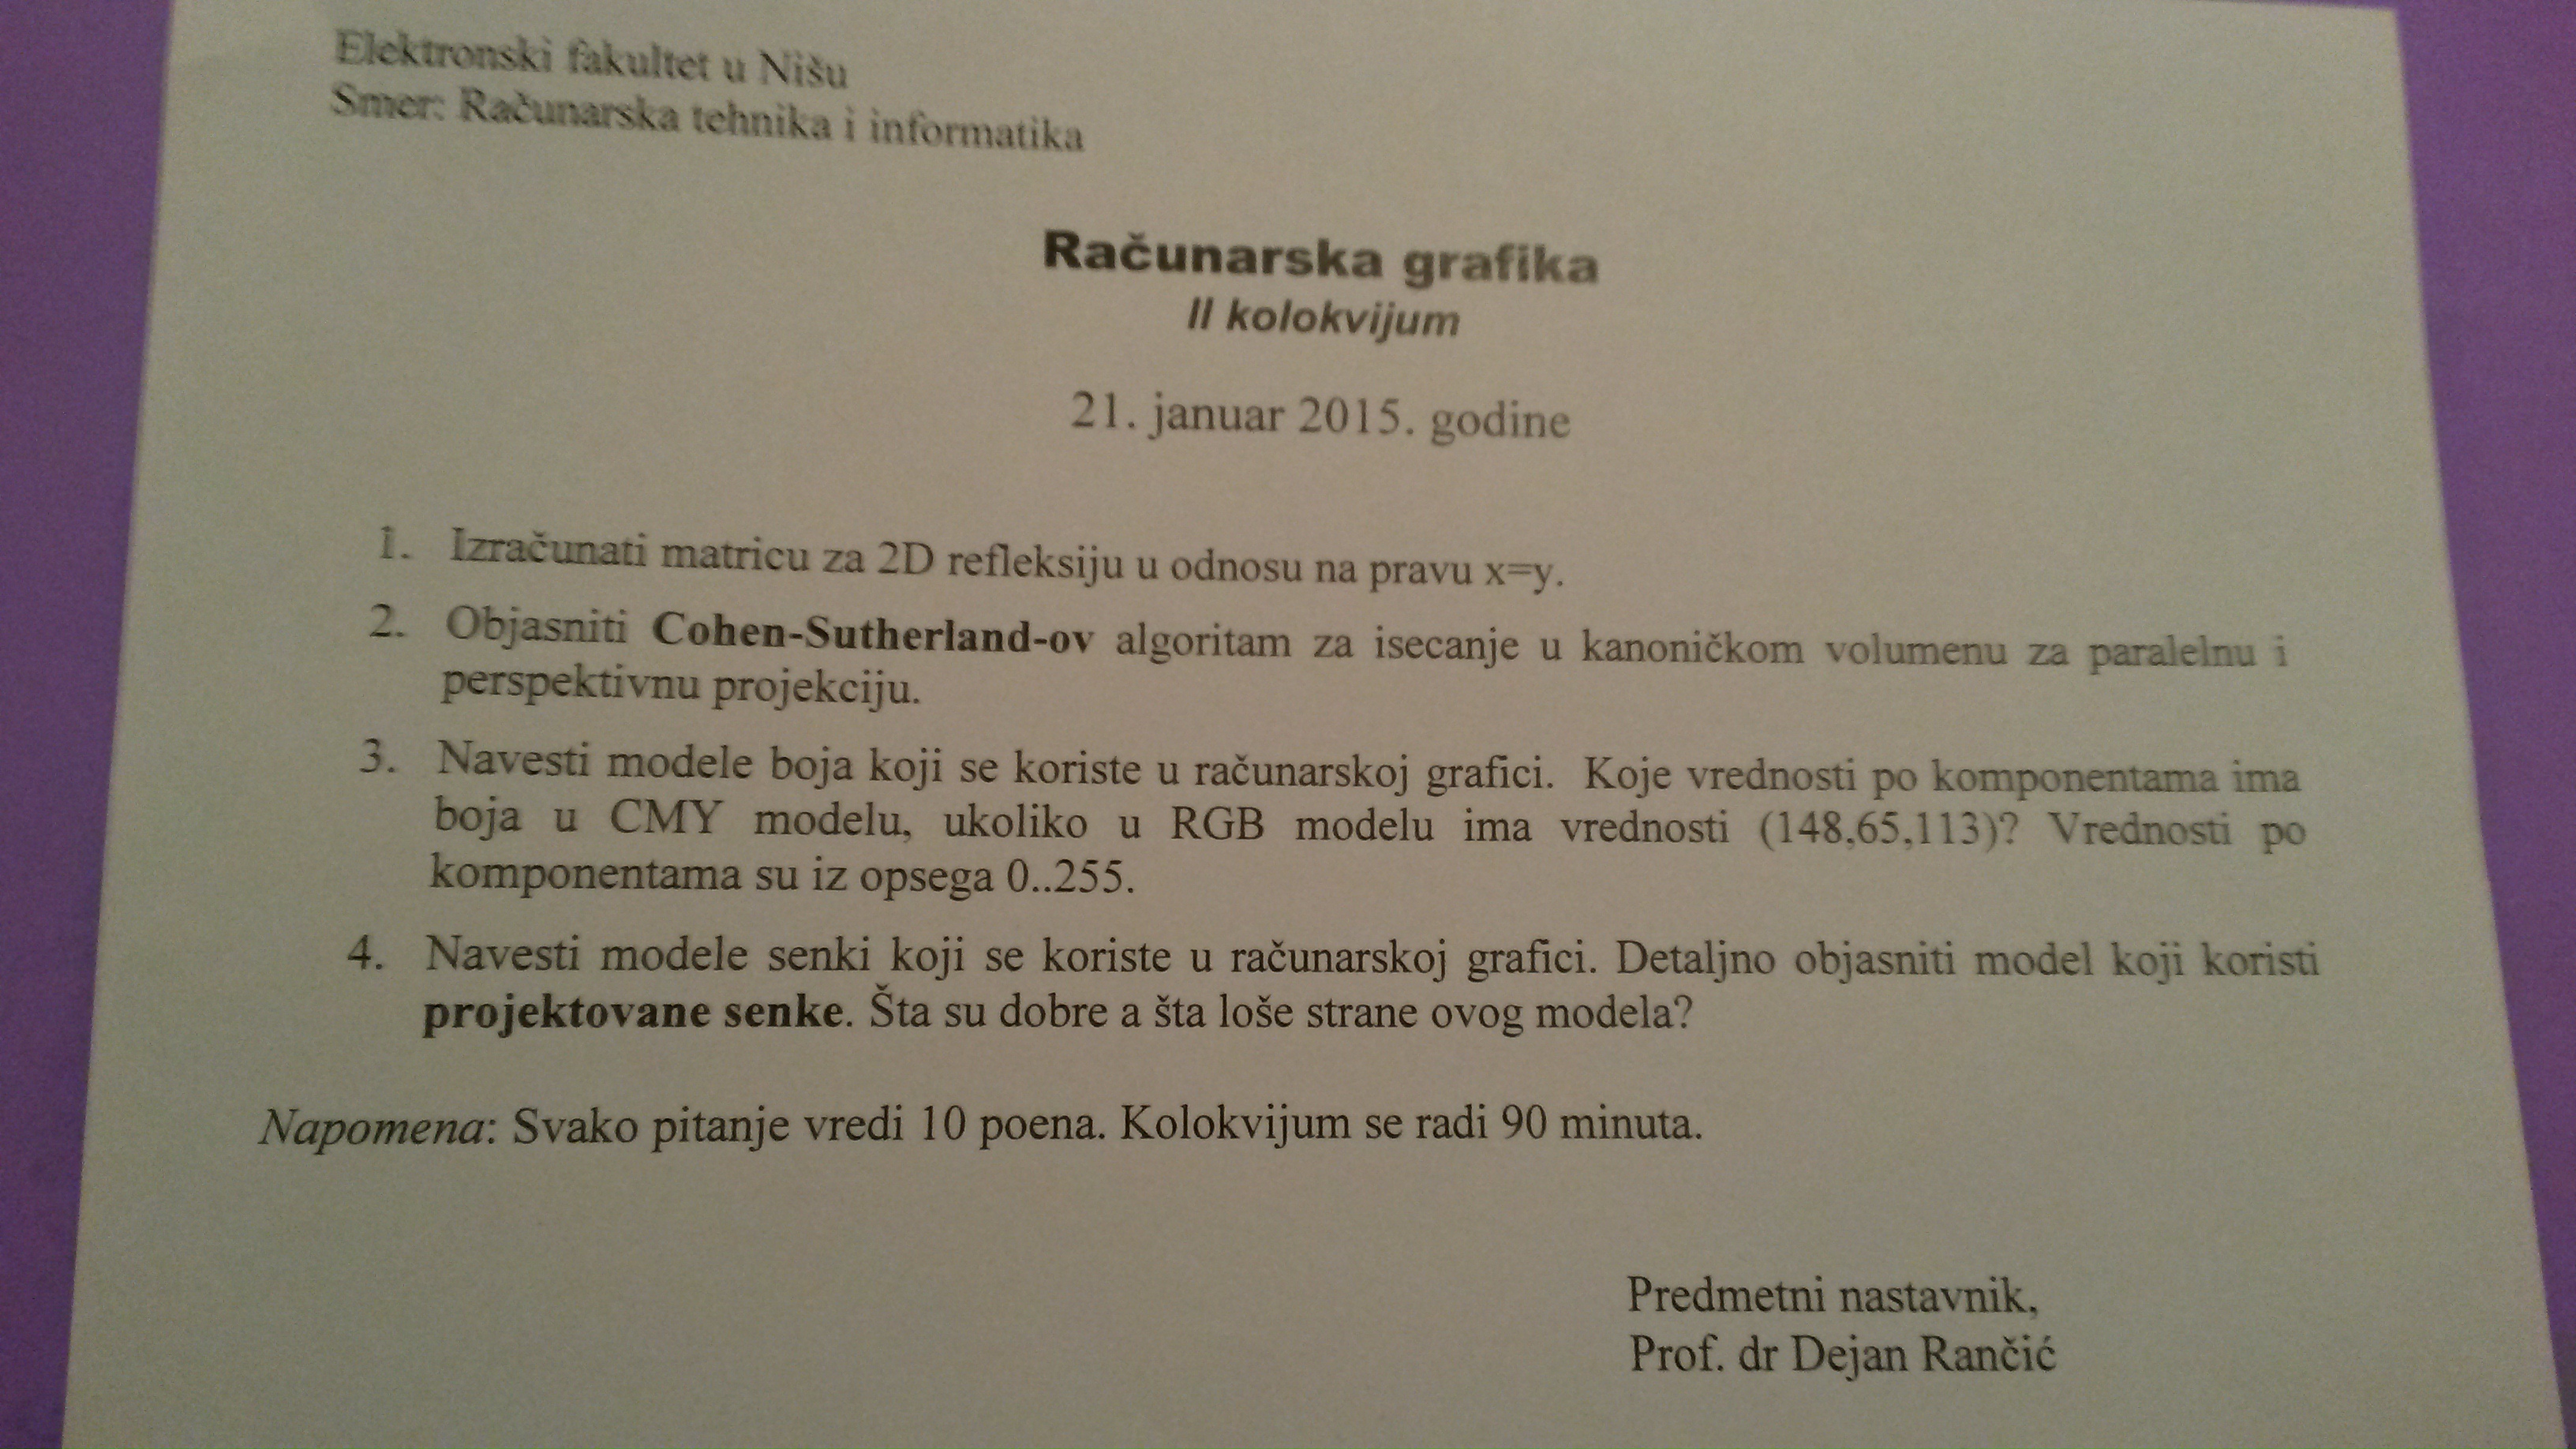 Elektronski fakultet u Nišu
Smer: Računarska tehnika i informatika
Računarska grafika
II kolokvijum
21. januar 2015. godine
1. Izračunati matricu za 2D refleksiju u odnosu na pravu x=y.
2. Objasniti Cohen-Sutherland-ov algoritam za isecanje u kanoničkom volumenu za paralelnu i
perspektivnu projekciju.
3. Navesti modele boja koji se koriste u računarskoj grafici. Koje vrednosti po komponentama ima
boja u CMY modelu, ukoliko u RGB modelu ima vrednosti (148,65,113)? Vrednosti po
komponentama su iz opsega 0..255.
4. Navesti modele senki koji se koriste u računarskoj grafici. Detaljno objasniti model koji koristi
projektovane senke. Šta su dobre a šta loše strane ovog modela?
Napomena: Svako pitanje vredi 10 poena. Kolokvijum se radi 90 minuta.
Predmetni nastavnik,
Prof. dr Dejan Rančić